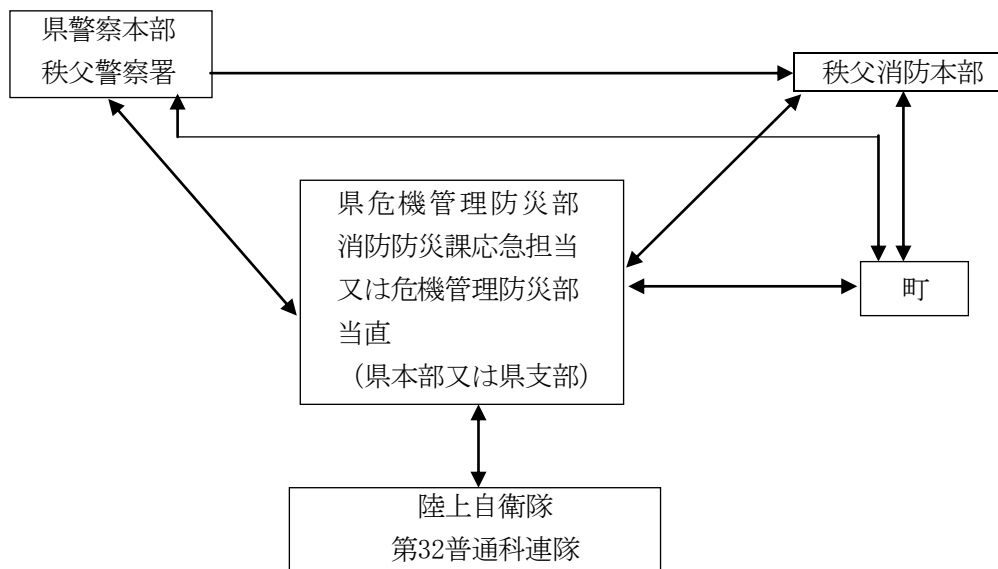 県警察本部
秩父警察署
秩父消防本部
県危機管理防災部
消防防災課応急担当
又は危機管理防災部
当直
（県本部又は県支部）
町
陸上自衛隊
第32普通科連隊